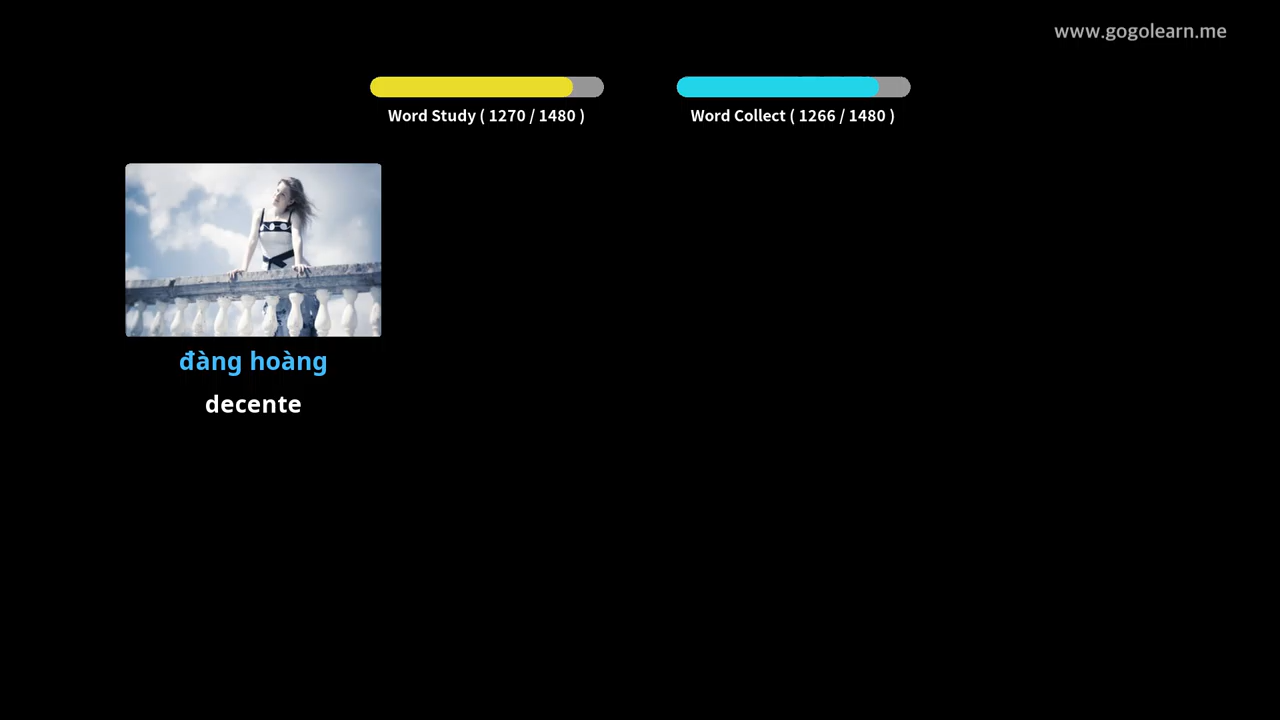 www.gogolearn.me
Word Study ( 1270 / 1480 )
Word Collect ( 1266 / 1480 )
đàng hoàng
decente